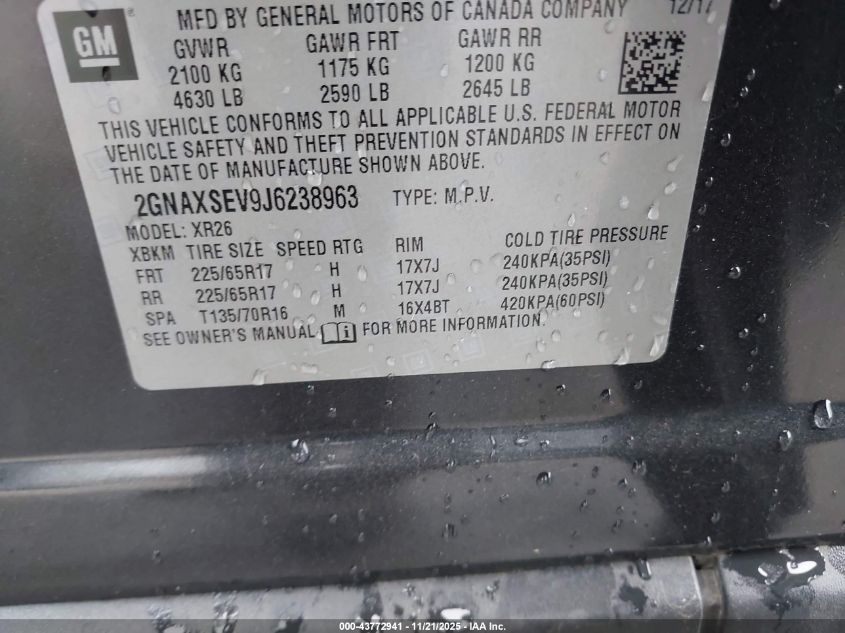 MFD BY GENERAL MOTORS OF CANADA COMPANY 12/17
GM ®
GVWR GAWR FRT GAWR RR
2100 KG 1175 KG 1200 KG
4630 LB 2590 LB 2645 LB
THIS VEHICLE CONFORMS TO ALL APPLICABLE U.S. FEDERAL MOTOR
VEHICLE SAFETY AND THEFT PREVENTION STANDARDS IN EFFECT ON
THE DATE OF MANUFACTURE SHOWN ABOVE.
2GNAXSEV9J6238963 TYPE: M.P.V.
MODEL: XR26
XBKM TIRE SIZE SPEED RTG RIM COLD TIRE PRESSURE
FRT 225/65R17 H 17X7J 240KPA(35PSI)
RR 225/65R17 H 17X7J 240KPA(35PSI)
SPA T135/70R16 M 16X4BT 420KPA(60PSI)
SEE OWNER'S MANUAL i FOR MORE INFORMATION.
000-43772941 - 11/21/2025 - IAA Inc.